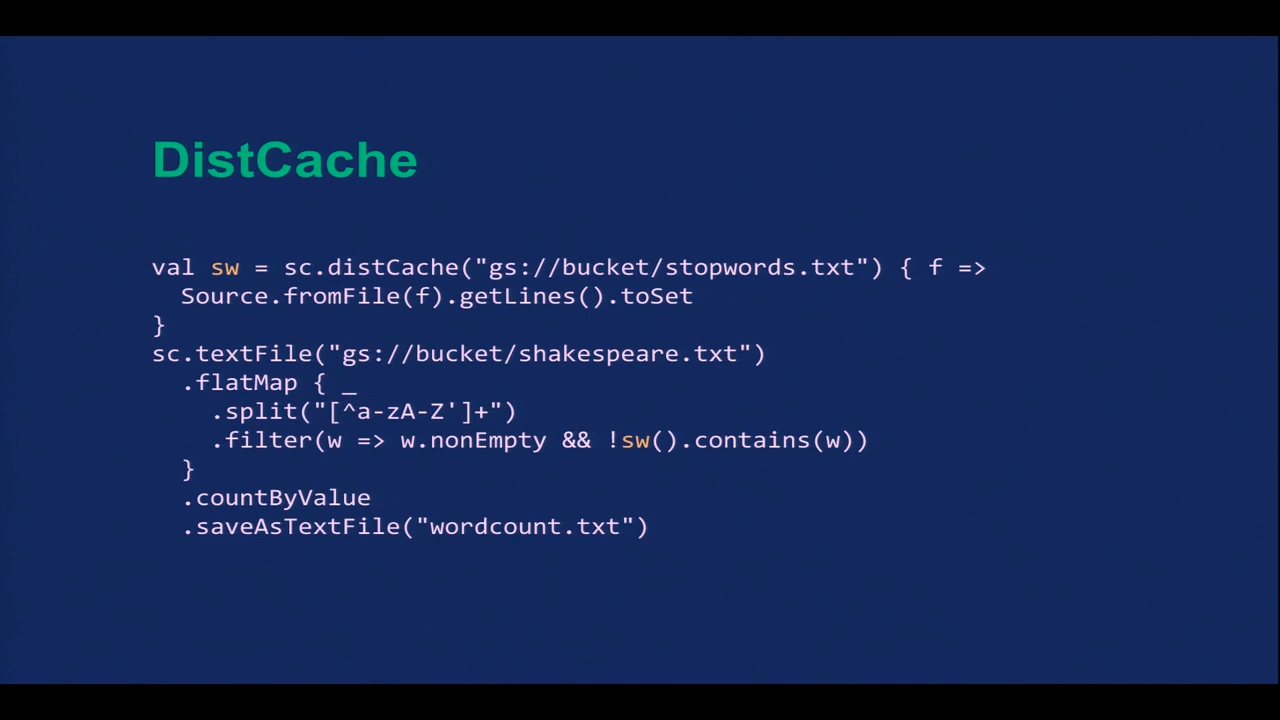 DistCache
val sw = sc.distCache("gs://bucket/stopwords.txt") { f =>
  Source.fromFile(f).getLines().toSet
}
sc.textFile("gs://bucket/shakespeare.txt")
  .flatMap { _
    .split("[^a-zA-Z']+")
    .filter(w => w.nonEmpty && !sw().contains(w))
  }
  .countByValue
  .saveAsTextFile("wordcount.txt")